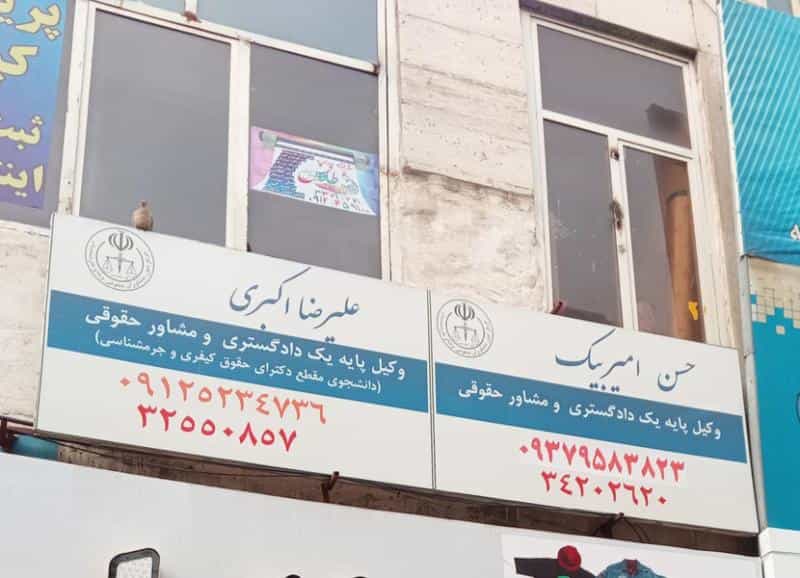 علیرضا اکبری
وکیل پایه یک دادگستری و مشاور حقوقی
(دانشجوی مقطع دکترای حقوق کیفری و جرمشناسی)
۰۹۱۲۵۲۳۴۷۳۶
۳۲۵۵۰۸۵۷
حسن امیربیک
وکیل پایه یک دادگستری و مشاور حقوقی
۰۹۳۷۹۵۸۳۸۲۳
۳۴۲۰۲۶۲۰